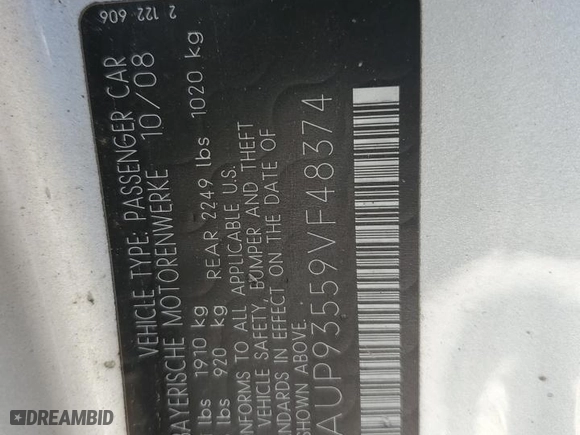 2 122 606
VEHICLE TYPE: PASSENGER CAR
BAYERISCHE MOTORENWERKE 10/08
lbs 1910 kg
lbs 920 kg REAR 2249 lbs 1020 kg
NFORMS TO ALL APPLICABLE U.S.
VEHICLE SAFETY, BUMPER AND THEFT
NDARDS IN EFFECT ON THE DATE OF
SHOWN ABOVE.
AUP93559VF48374
DREAMBID